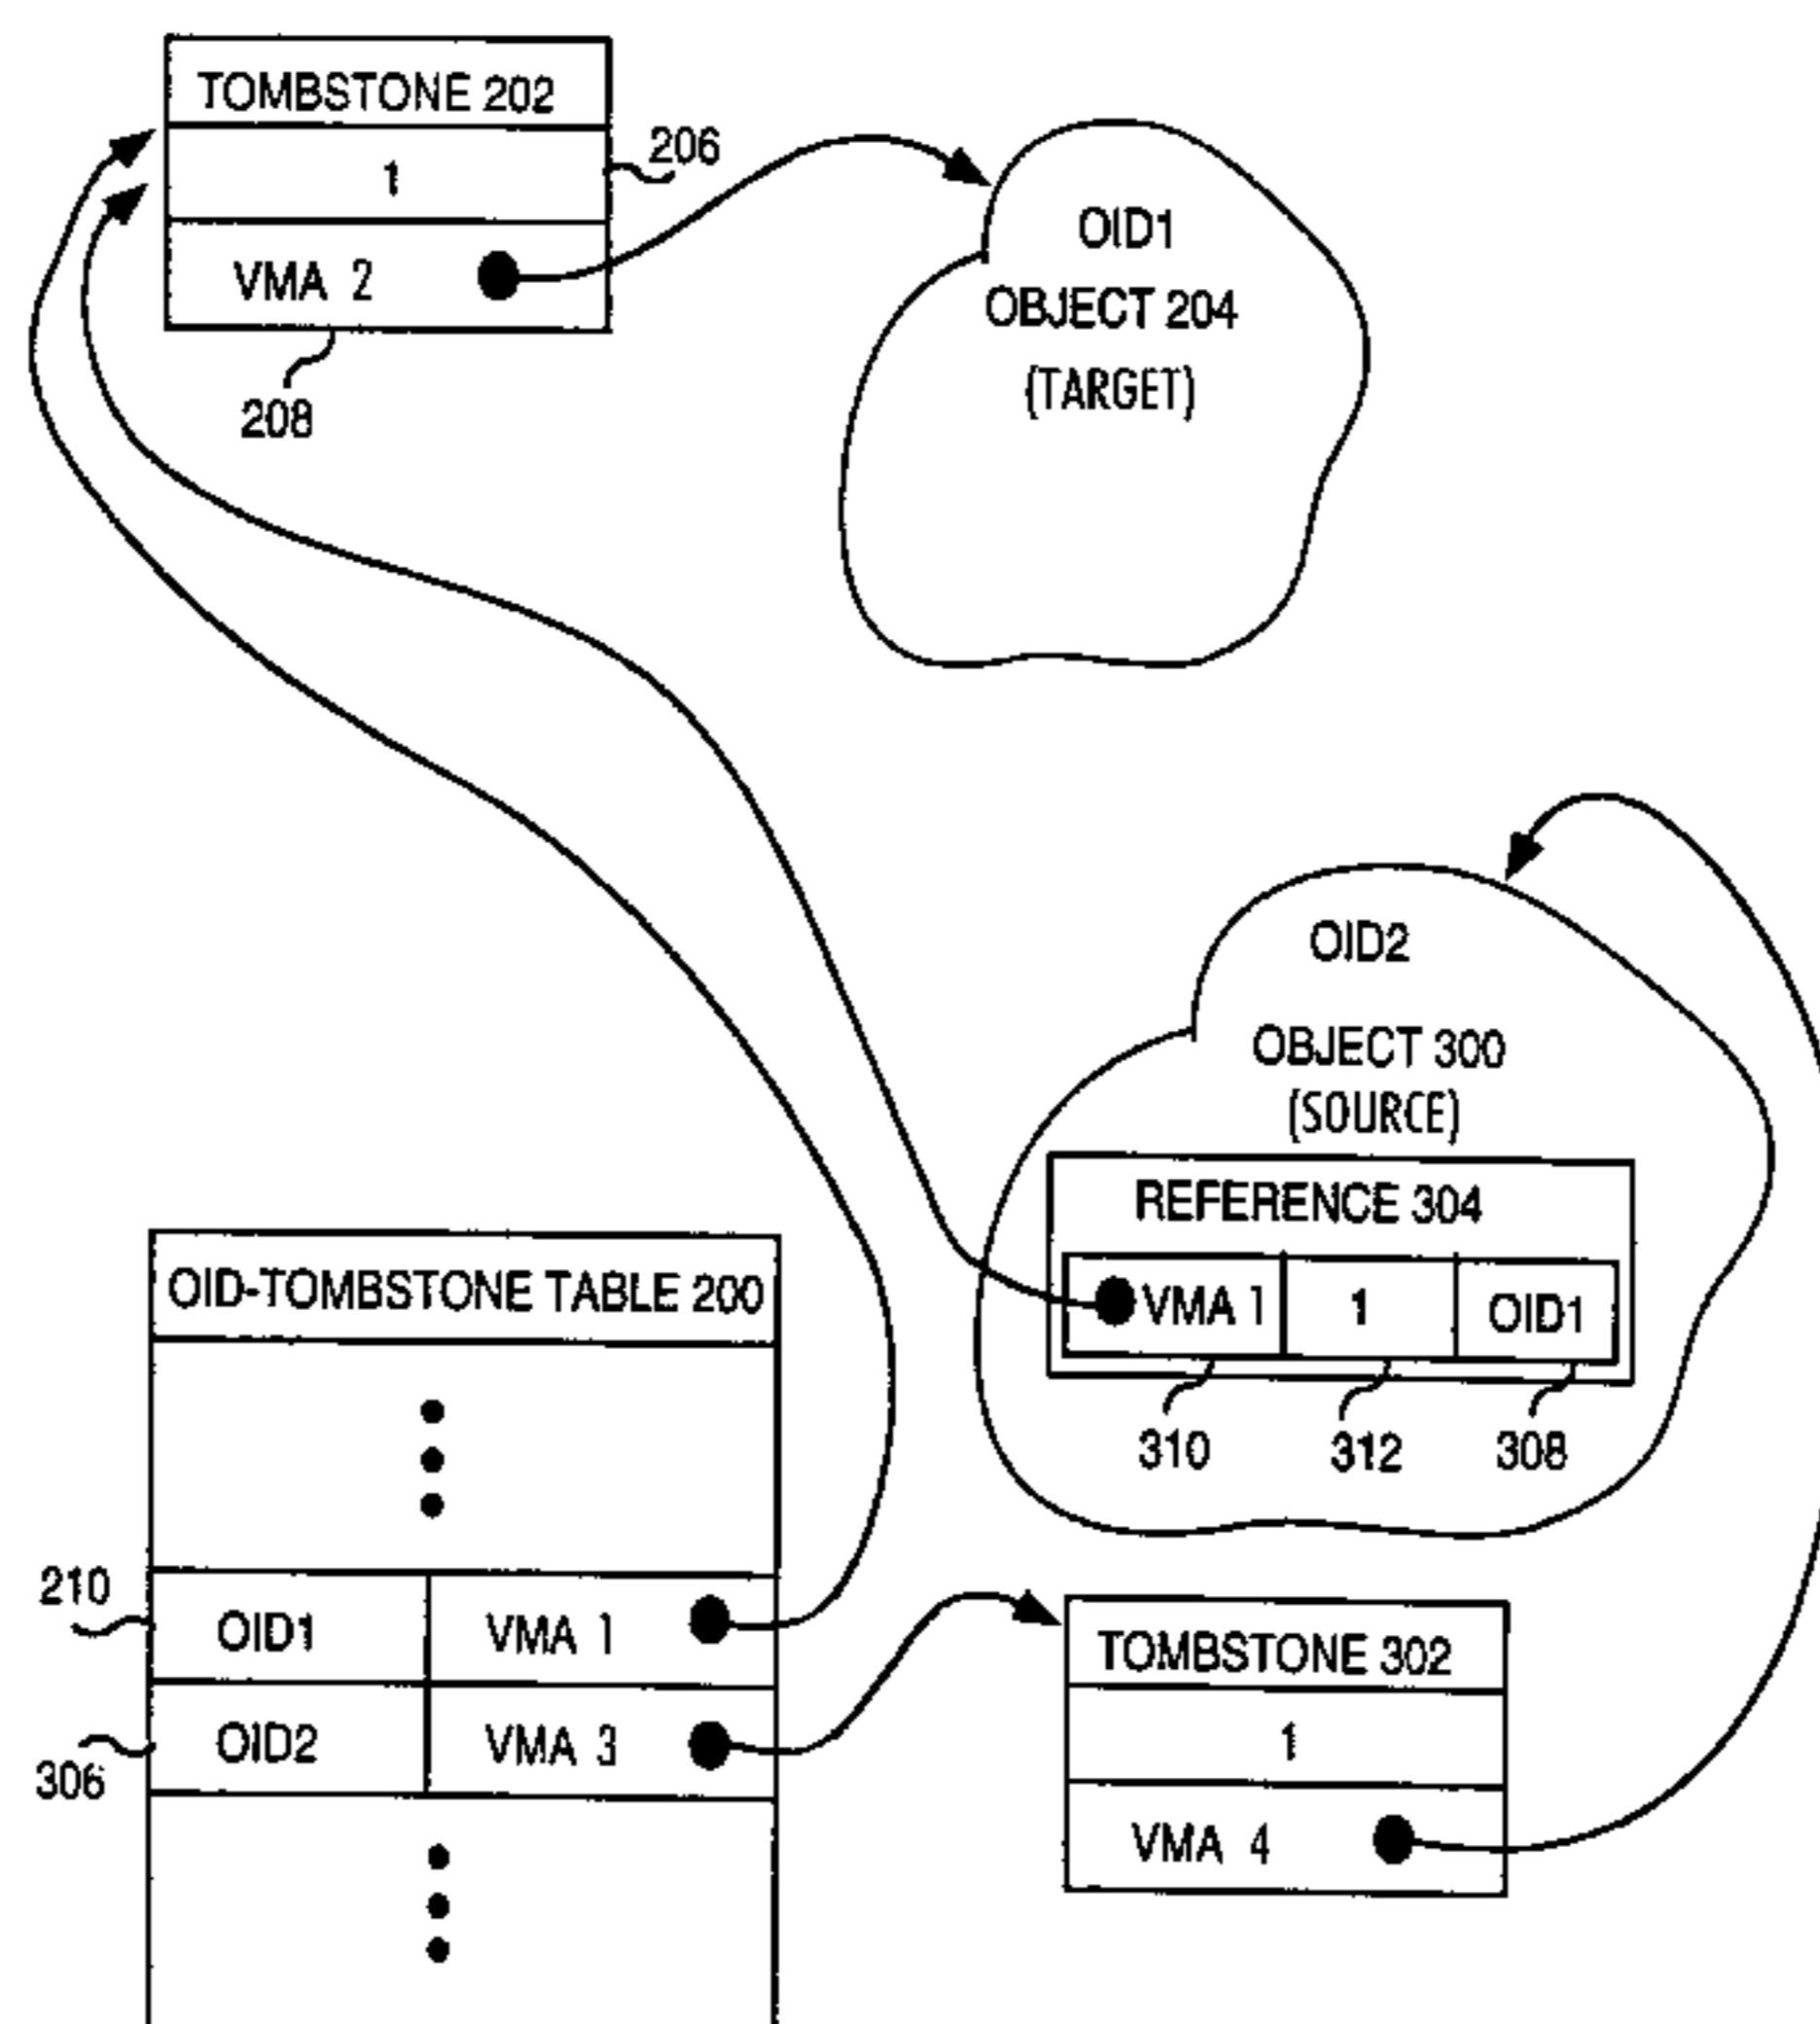 TOMBSTONE 202
1
206
VMA 2
208
OID1
OBJECT 204
(TARGET)
OID2
OBJECT 300
(SOURCE)
REFERENCE 304
VMA 1 1 OID1
310 312 308
OID-TOMBSTONE TABLE 200
210
OID1 VMA 1
OID2 VMA 3
306
TOMBSTONE 302
1
VMA 4